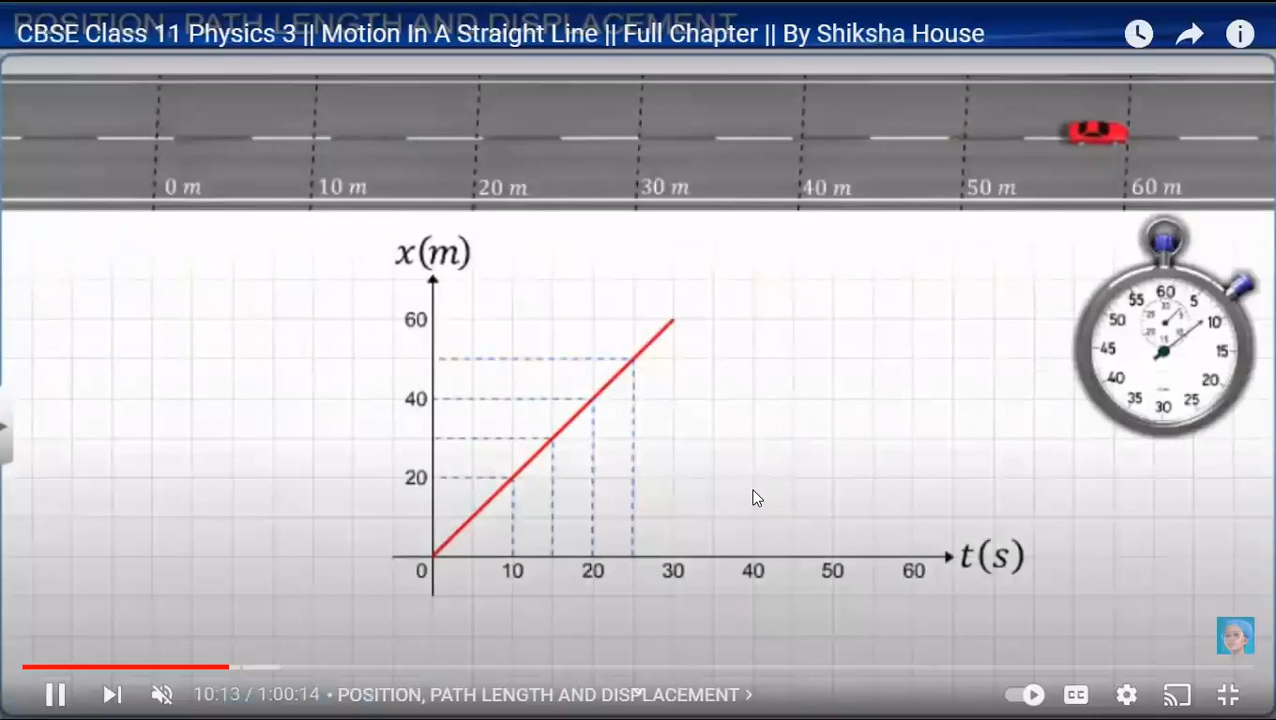 POSITION, PATH LENGTH AND DISPLACEMENT
CBSE Class 11 Physics 3 || Motion In A Straight Line || Full Chapter || By Shiksha House
0 m
10 m
20 m
30 m
40 m
50 m
60 m
x(m)
60
40
20
0
10
20
30
40
50
60
t(s)
60
5
10
15
20
25
30
35
40
45
50
55
10:13 / 1:00:14 • POSITION, PATH LENGTH AND DISPLACEMENT >
CC